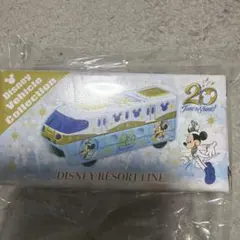 Disney
Vehicle
Collection
20
DISNEY RESORT LINE